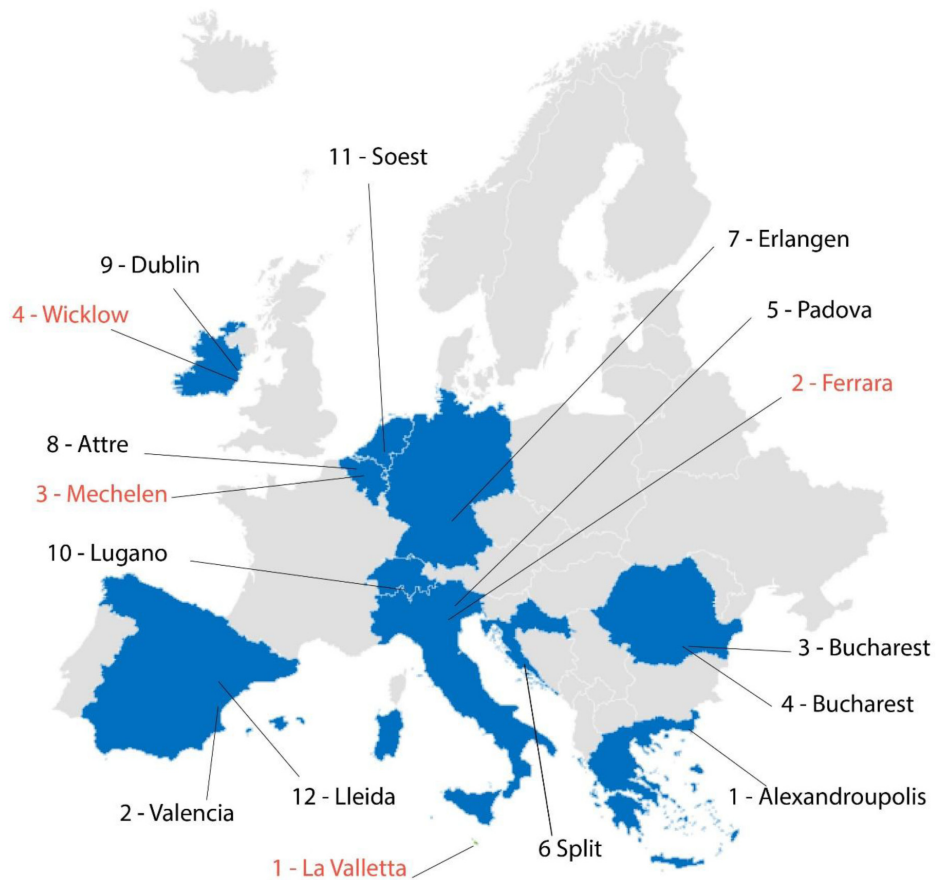 11 - Soest
7 - Erlangen
9 - Dublin
5 - Padova
4 - Wicklow
2 - Ferrara
8 - Attre
3 - Mechelen
10 - Lugano
3 - Bucharest
4 - Bucharest
12 - Lleida
1 - Alexandroupolis
2 - Valencia
6 Split
1 - La Valletta